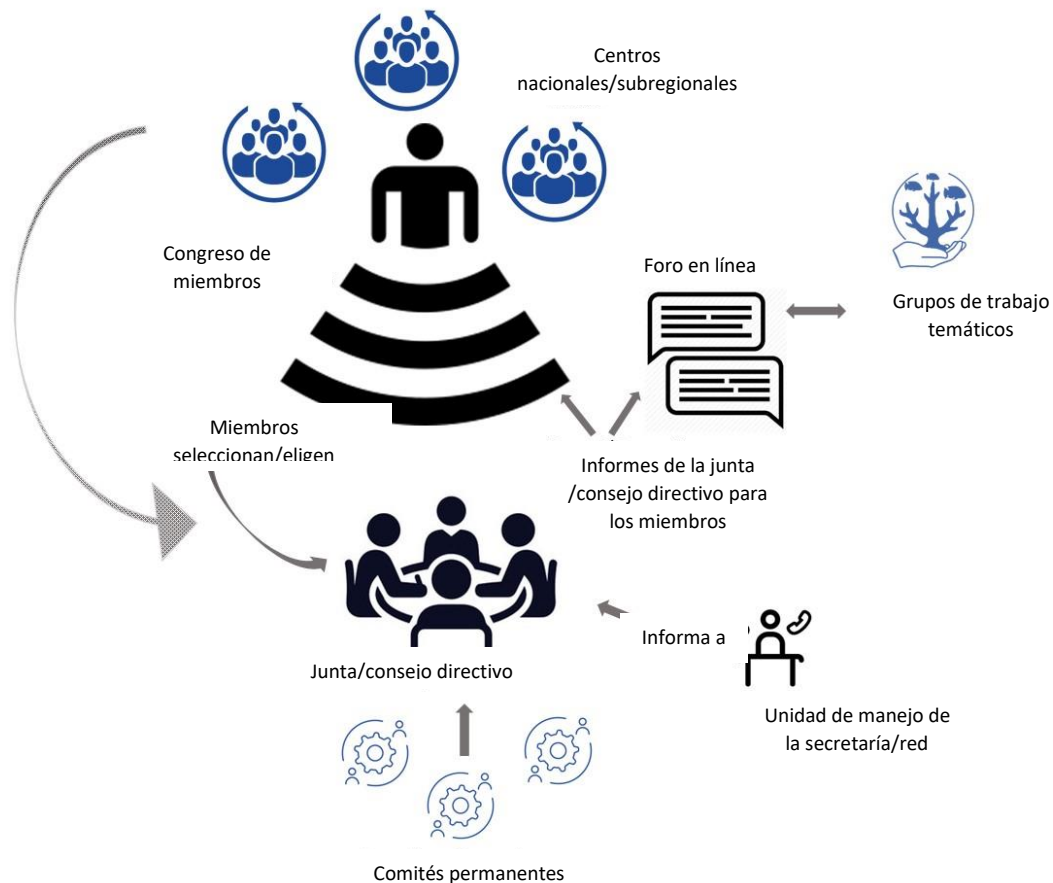 Centros
nacionales/subregionales
Congreso de
miembros
Foro en línea
Grupos de trabajo
temáticos
Miembros
seleccionan/eligen
Informes de la junta
/consejo directivo para
los miembros
Informa a
Junta/consejo directivo
Unidad de manejo de
la secretaría/red
Comités permanentes